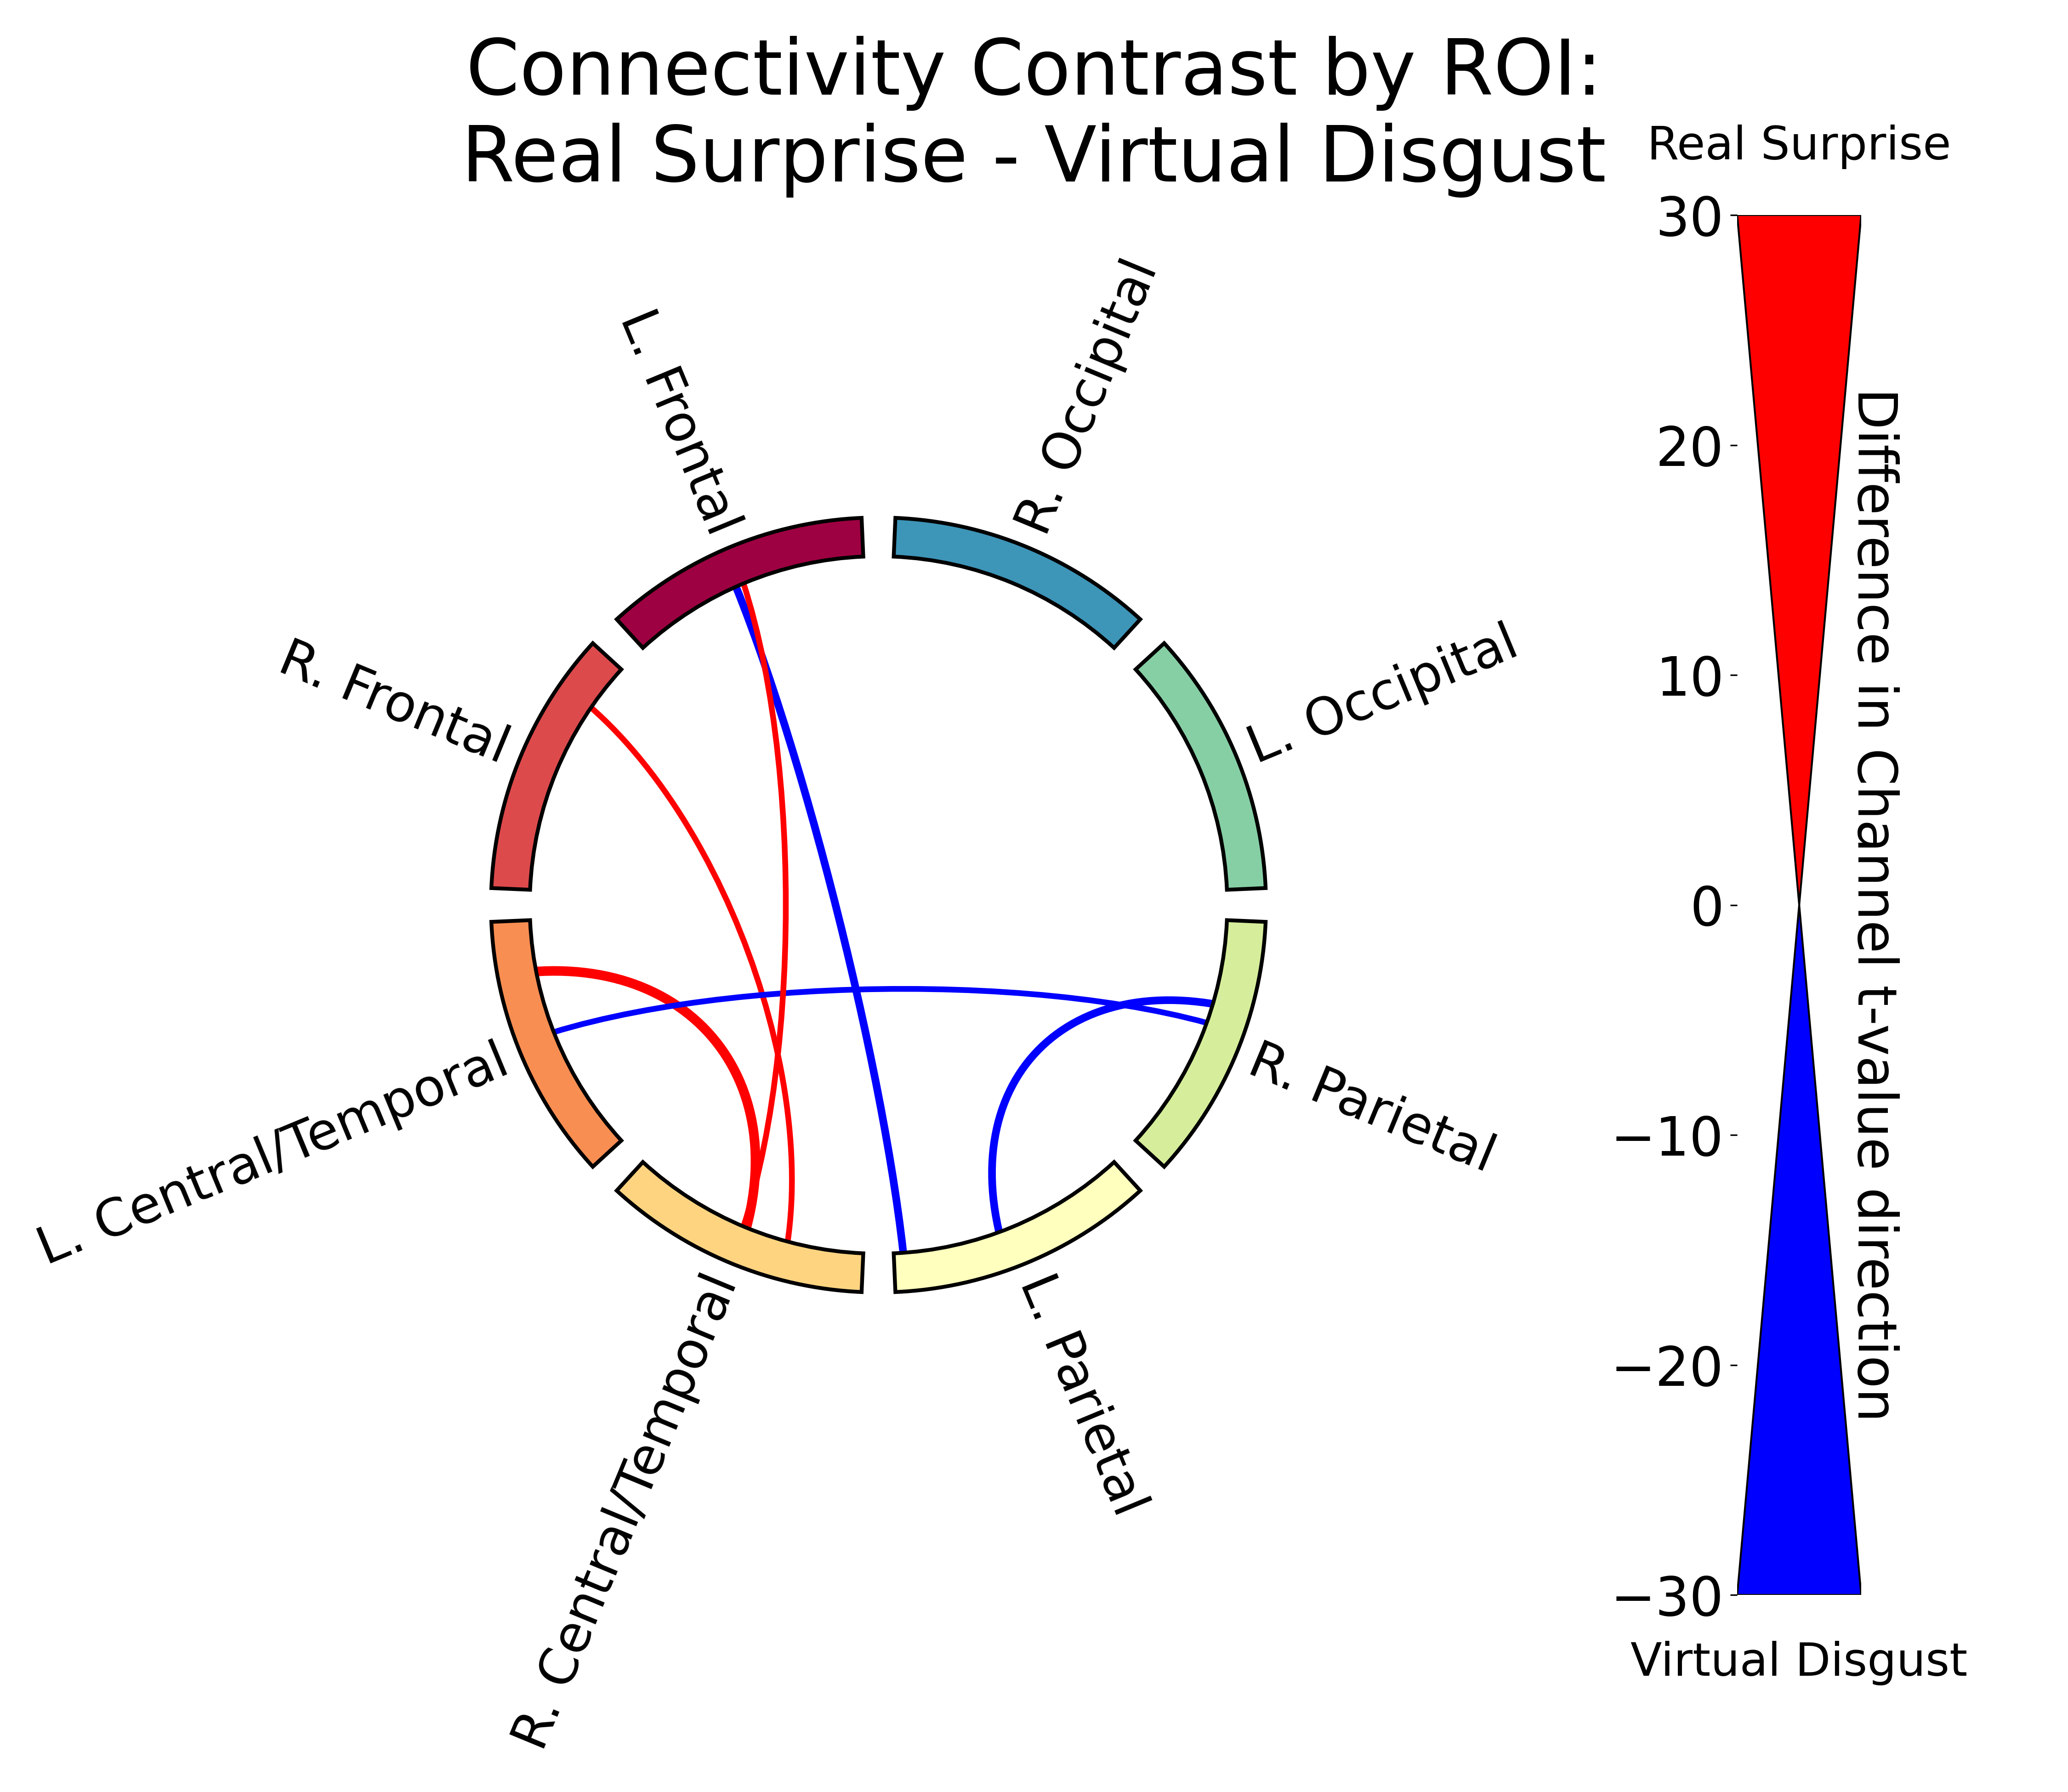 Connectivity Contrast by ROI:
Real Surprise - Virtual Disgust
Real Surprise
30
20
10
0
−10
−20
−30
Virtual Disgust
Difference in Channel t-value direction
L. Frontal
R. Occipital
R. Frontal
L. Occipital
L. Central/Temporal
R. Parietal
R. Central/Temporal
L. Parietal